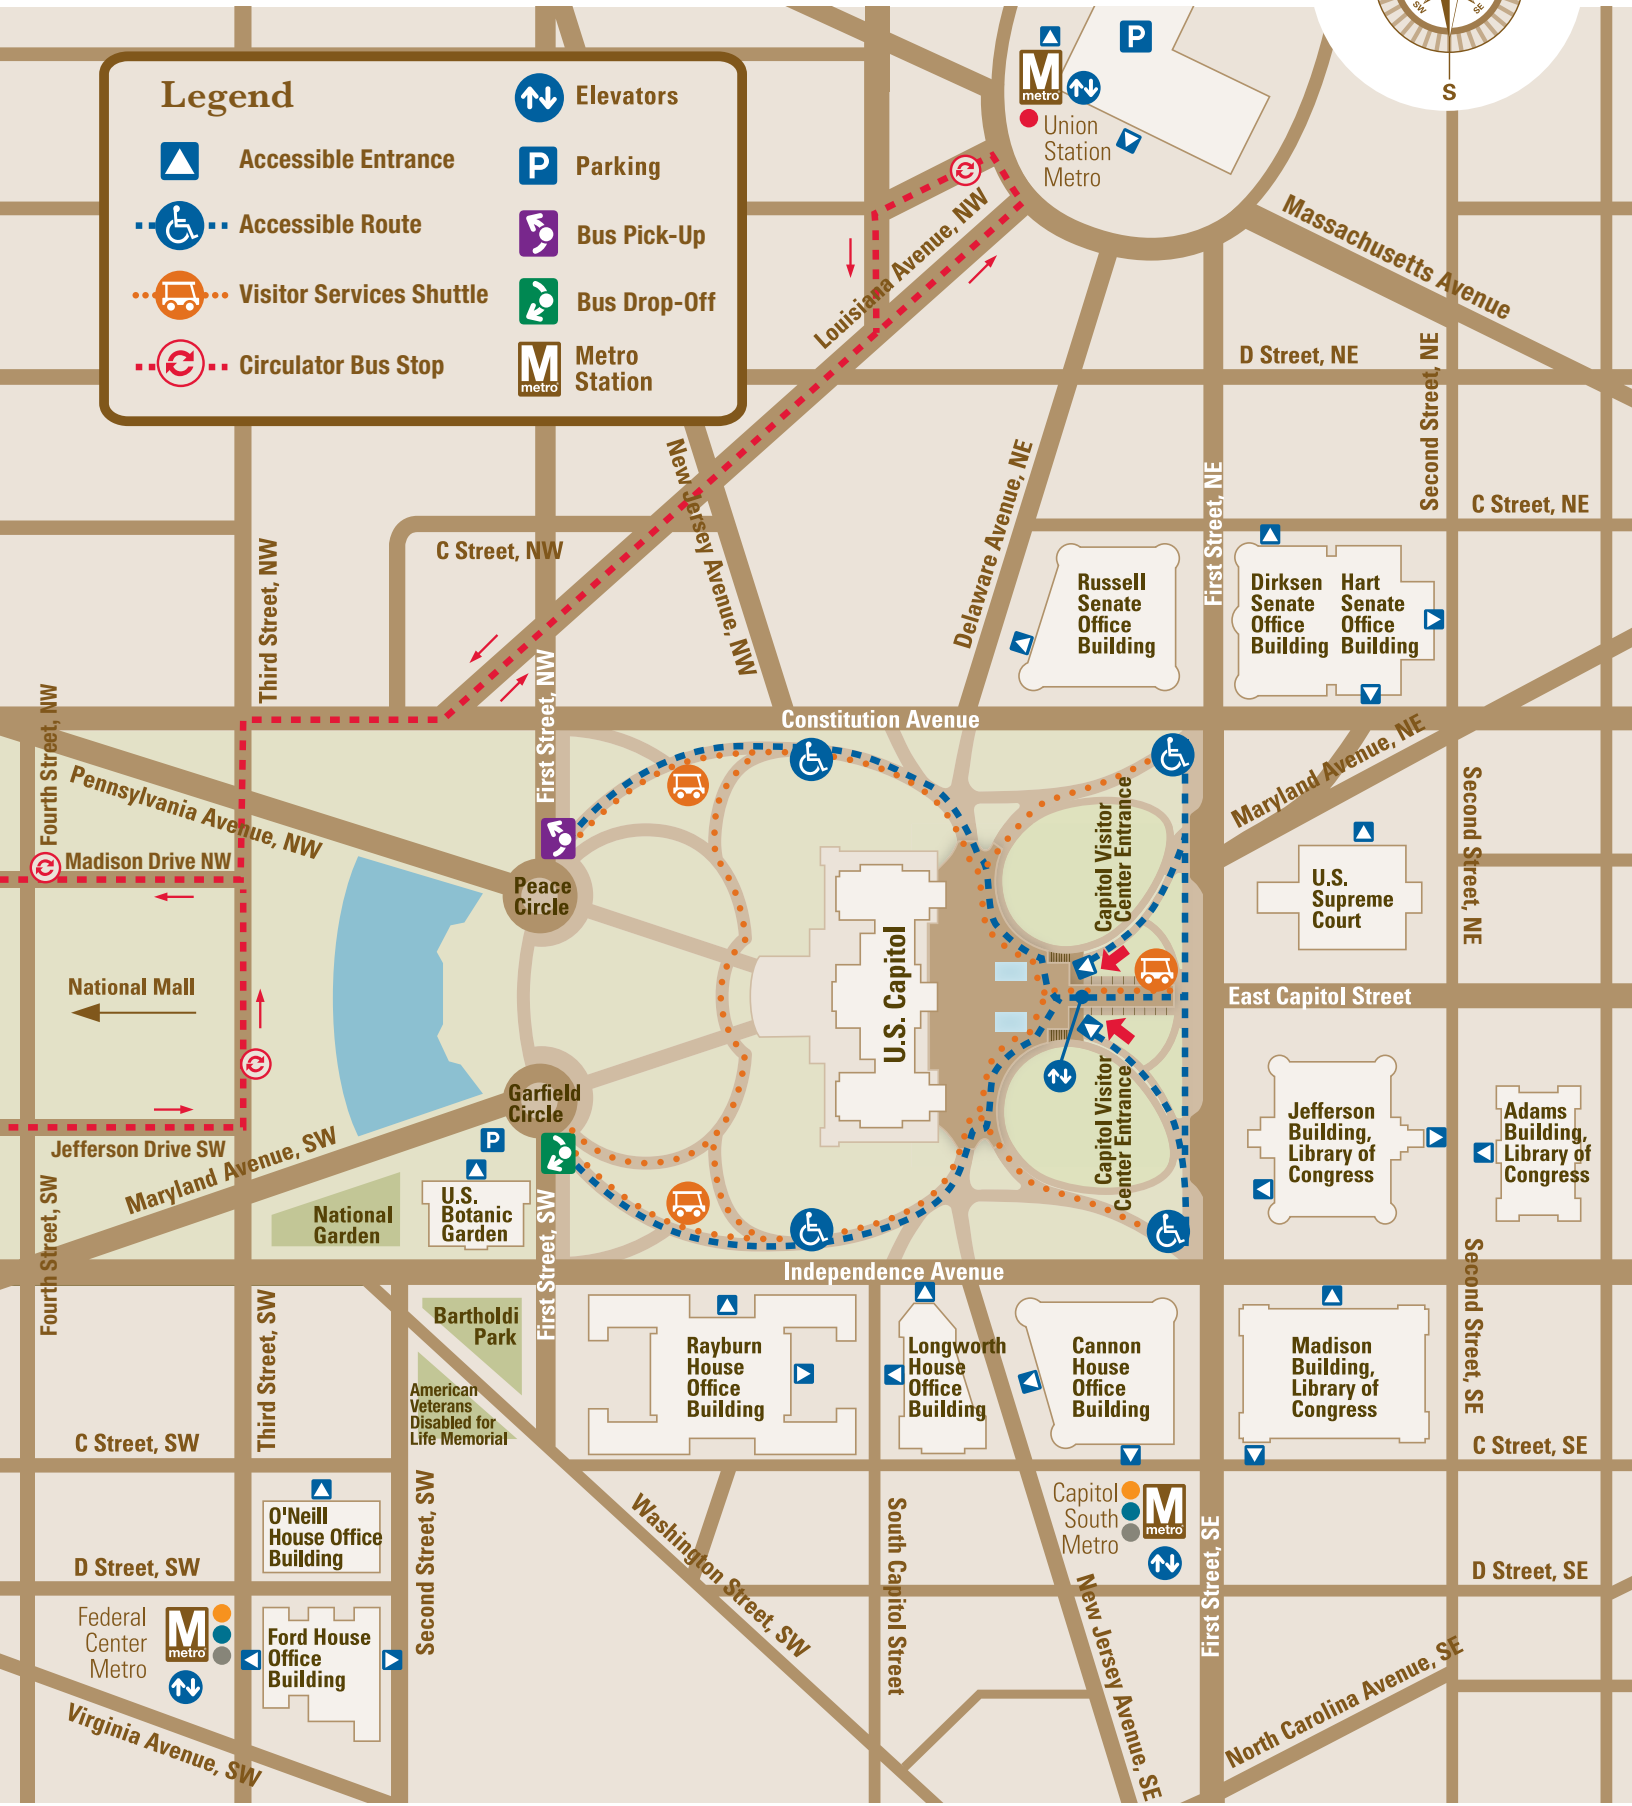 SW
SE
S
Legend
Accessible Entrance
Accessible Route
Visitor Services Shuttle
Circulator Bus Stop
Elevators
P
Parking
Bus Pick-Up
Bus Drop-Off
M
metro
Metro
Station
P
M
metro
Union
Station
Metro
Louisiana Avenue, NW
Massachusetts Avenue
D Street, NE
Second Street, NE
C Street, NE
New Jersey Avenue, NW
Delaware Avenue, NE
First Street, NE
C Street, NW
Third Street, NW
First Street, NW
Russell
Senate
Office
Building
Dirksen
Senate
Office
Building
Hart
Senate
Office
Building
Constitution Avenue
Fourth Street, NW
Pennsylvania Avenue, NW
Madison Drive NW
Maryland Avenue, NE
Second Street, NE
Peace
Circle
Capitol Visitor
Center Entrance
U.S.
Supreme
Court
National Mall
U.S. Capitol
East Capitol Street
Garfield
Circle
Capitol Visitor
Center Entrance
Jefferson Drive SW
Maryland Avenue, SW
P
Jefferson
Building,
Library of
Congress
Adams
Building,
Library of
Congress
National
Garden
U.S.
Botanic
Garden
Fourth Street, SW
First Street, SW
Independence Avenue
Second Street, SE
Third Street, SW
Bartholdi
Park
American
Veterans
Disabled for
Life Memorial
Rayburn
House
Office
Building
Longworth
House
Office
Building
Cannon
House
Office
Building
Madison
Building,
Library of
Congress
C Street, SW
C Street, SE
O'Neill
House Office
Building
Second Street, SW
Washington Street, SW
South Capitol Street
Capitol
South
Metro
M
metro
First Street, SE
D Street, SW
D Street, SE
Federal
Center
Metro
M
metro
Ford House
Office
Building
New Jersey Avenue, SE
North Carolina Avenue, SE
Virginia Avenue, SW